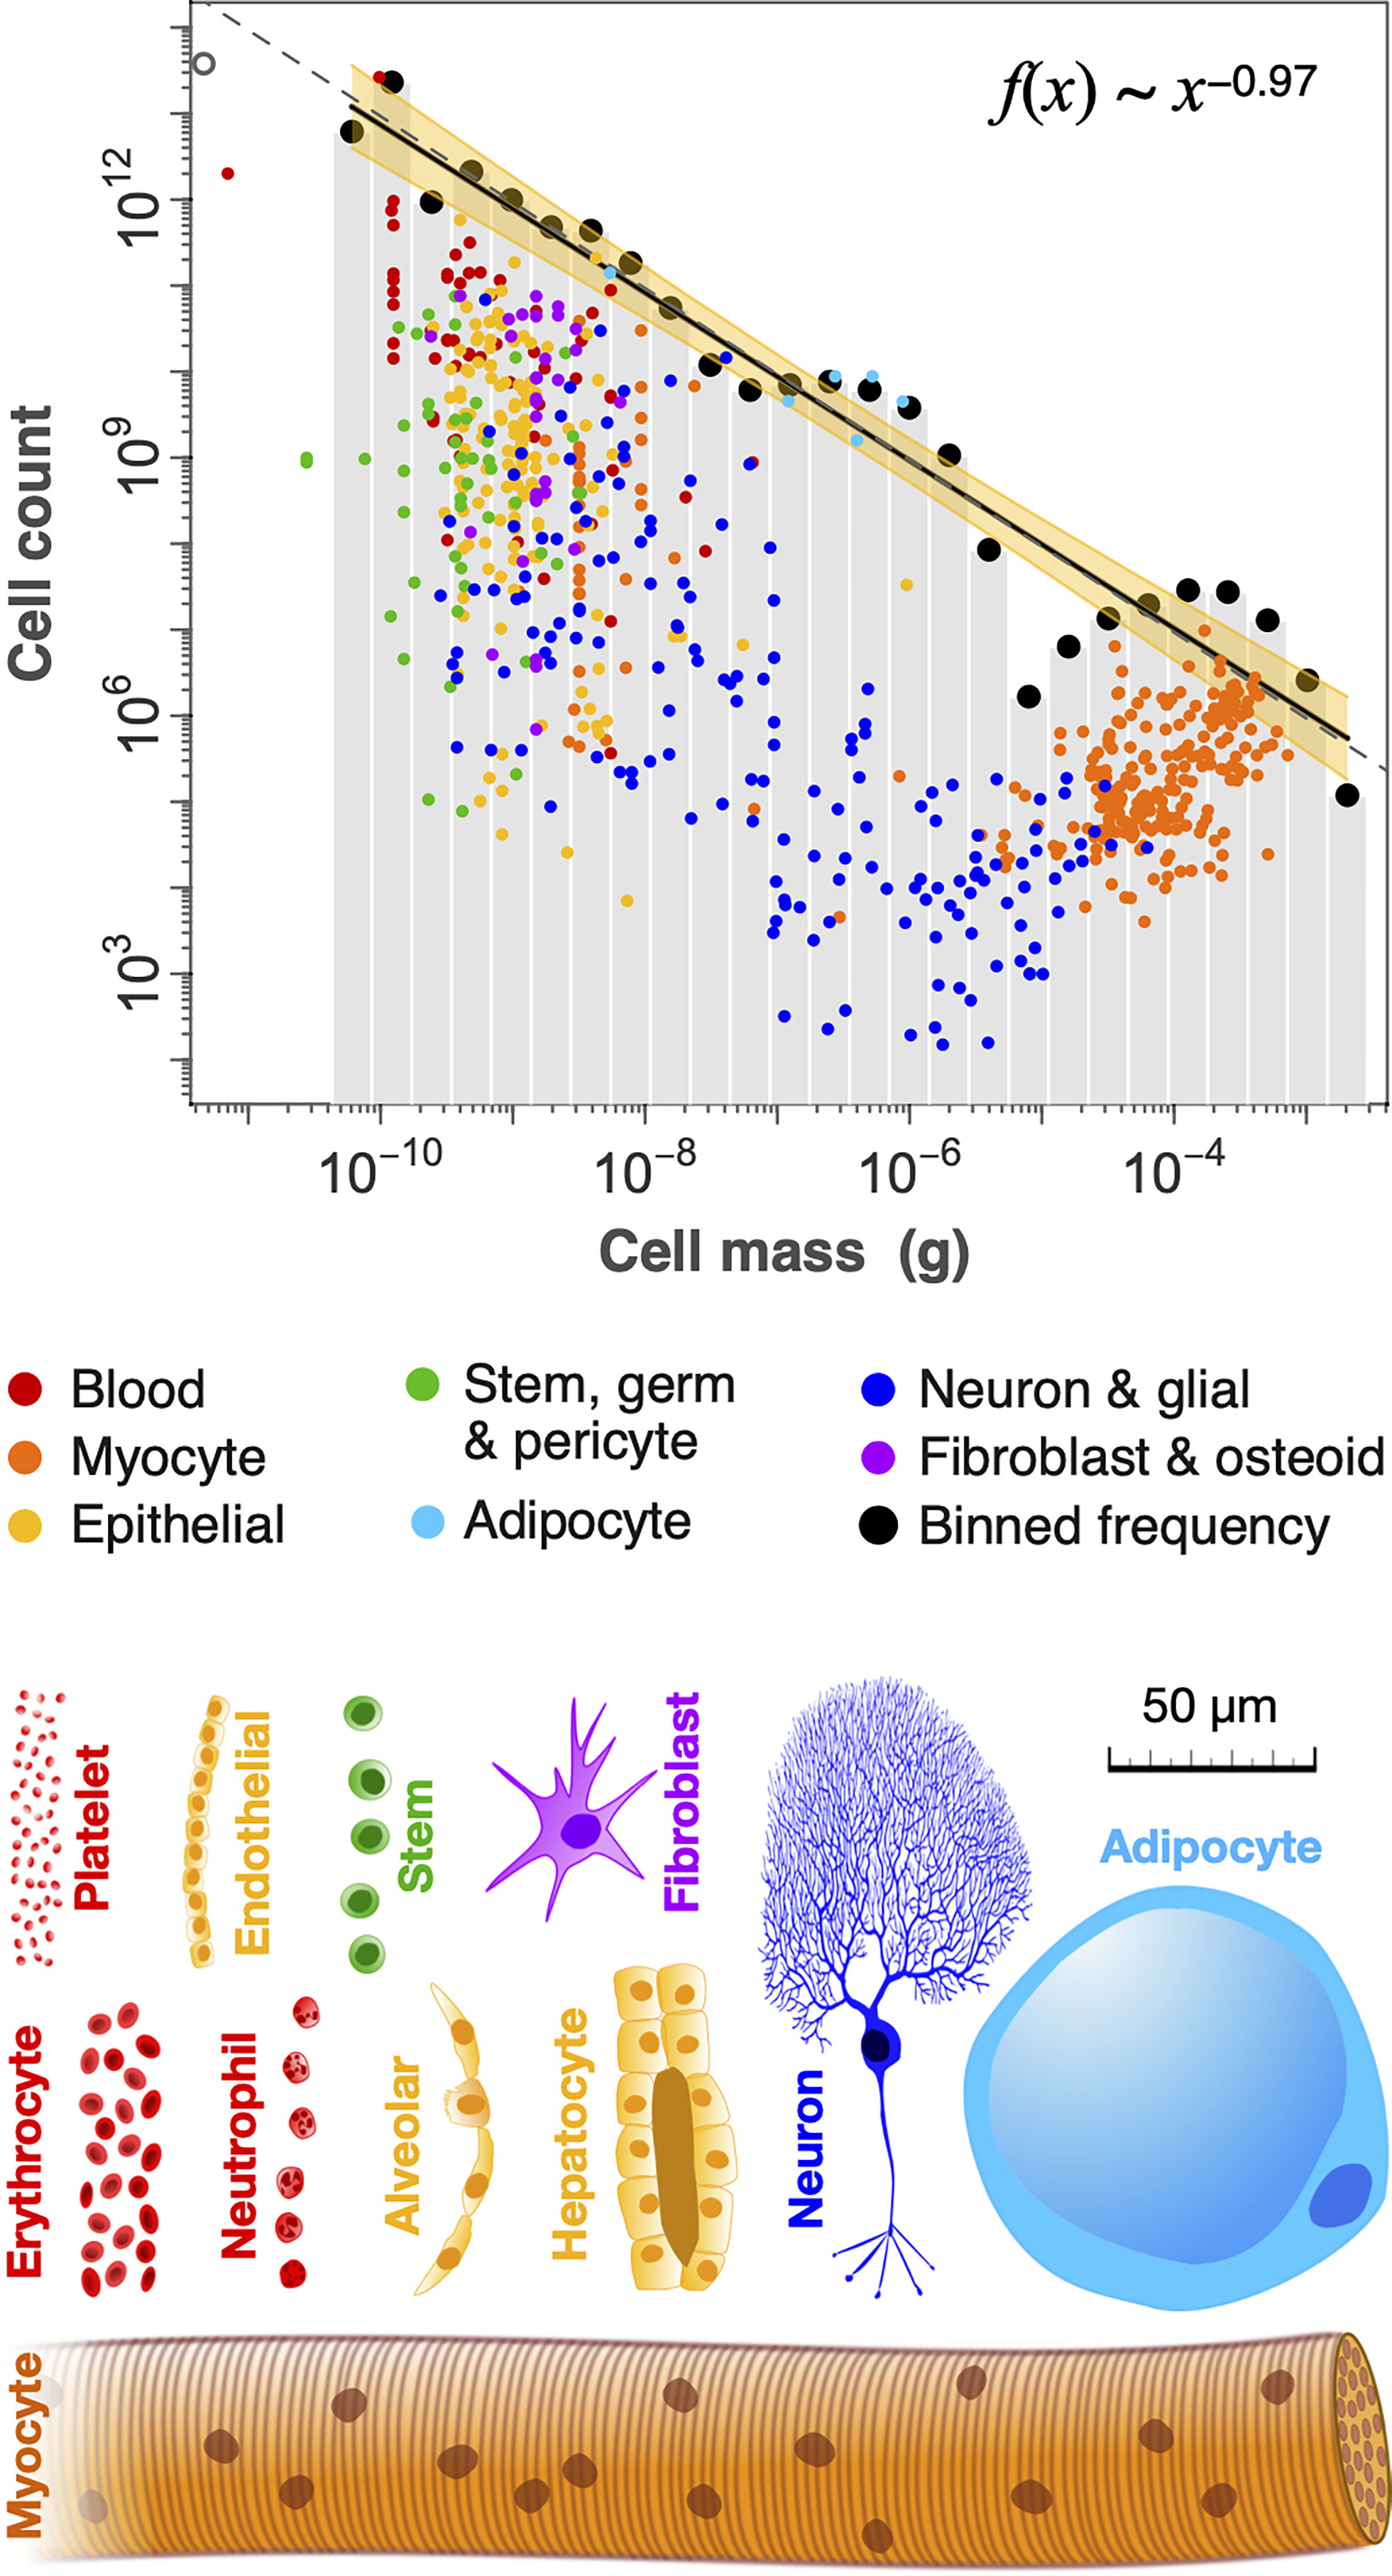 f(x) ~ x^−0.97
Cell count
10^12
10^9
10^6
10^3
10^−10
10^−8
10^−6
10^−4
Cell mass (g)
Blood
Myocyte
Epithelial
Stem, germ
& pericyte
Adipocyte
Neuron & glial
Fibroblast & osteoid
Binned frequency
Platelet
Endothelial
Stem
Fibroblast
50 µm
Adipocyte
Erythrocyte
Neutrophil
Alveolar
Hepatocyte
Neuron
Myocyte